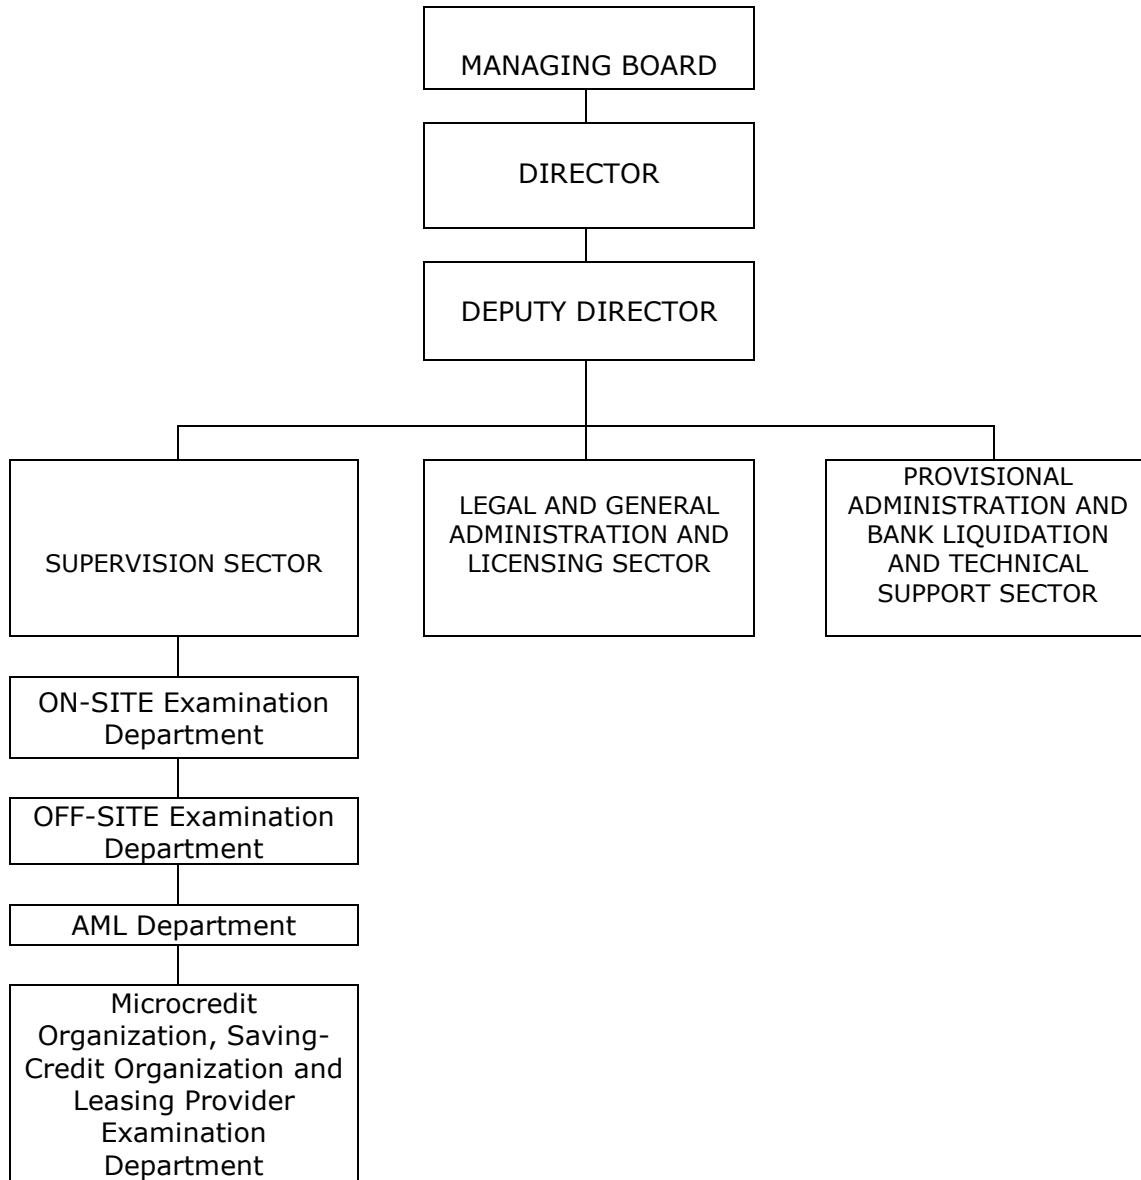 MANAGING BOARD
DIRECTOR
DEPUTY DIRECTOR
SUPERVISION SECTOR
LEGAL AND GENERAL
ADMINISTRATION AND
LICENSING SECTOR
PROVISIONAL
ADMINISTRATION AND
BANK LIQUIDATION
AND TECHNICAL
SUPPORT SECTOR
ON-SITE Examination
Department
OFF-SITE Examination
Department
AML Department
Microcredit
Organization, Saving-
Credit Organization and
Leasing Provider
Examination
Department